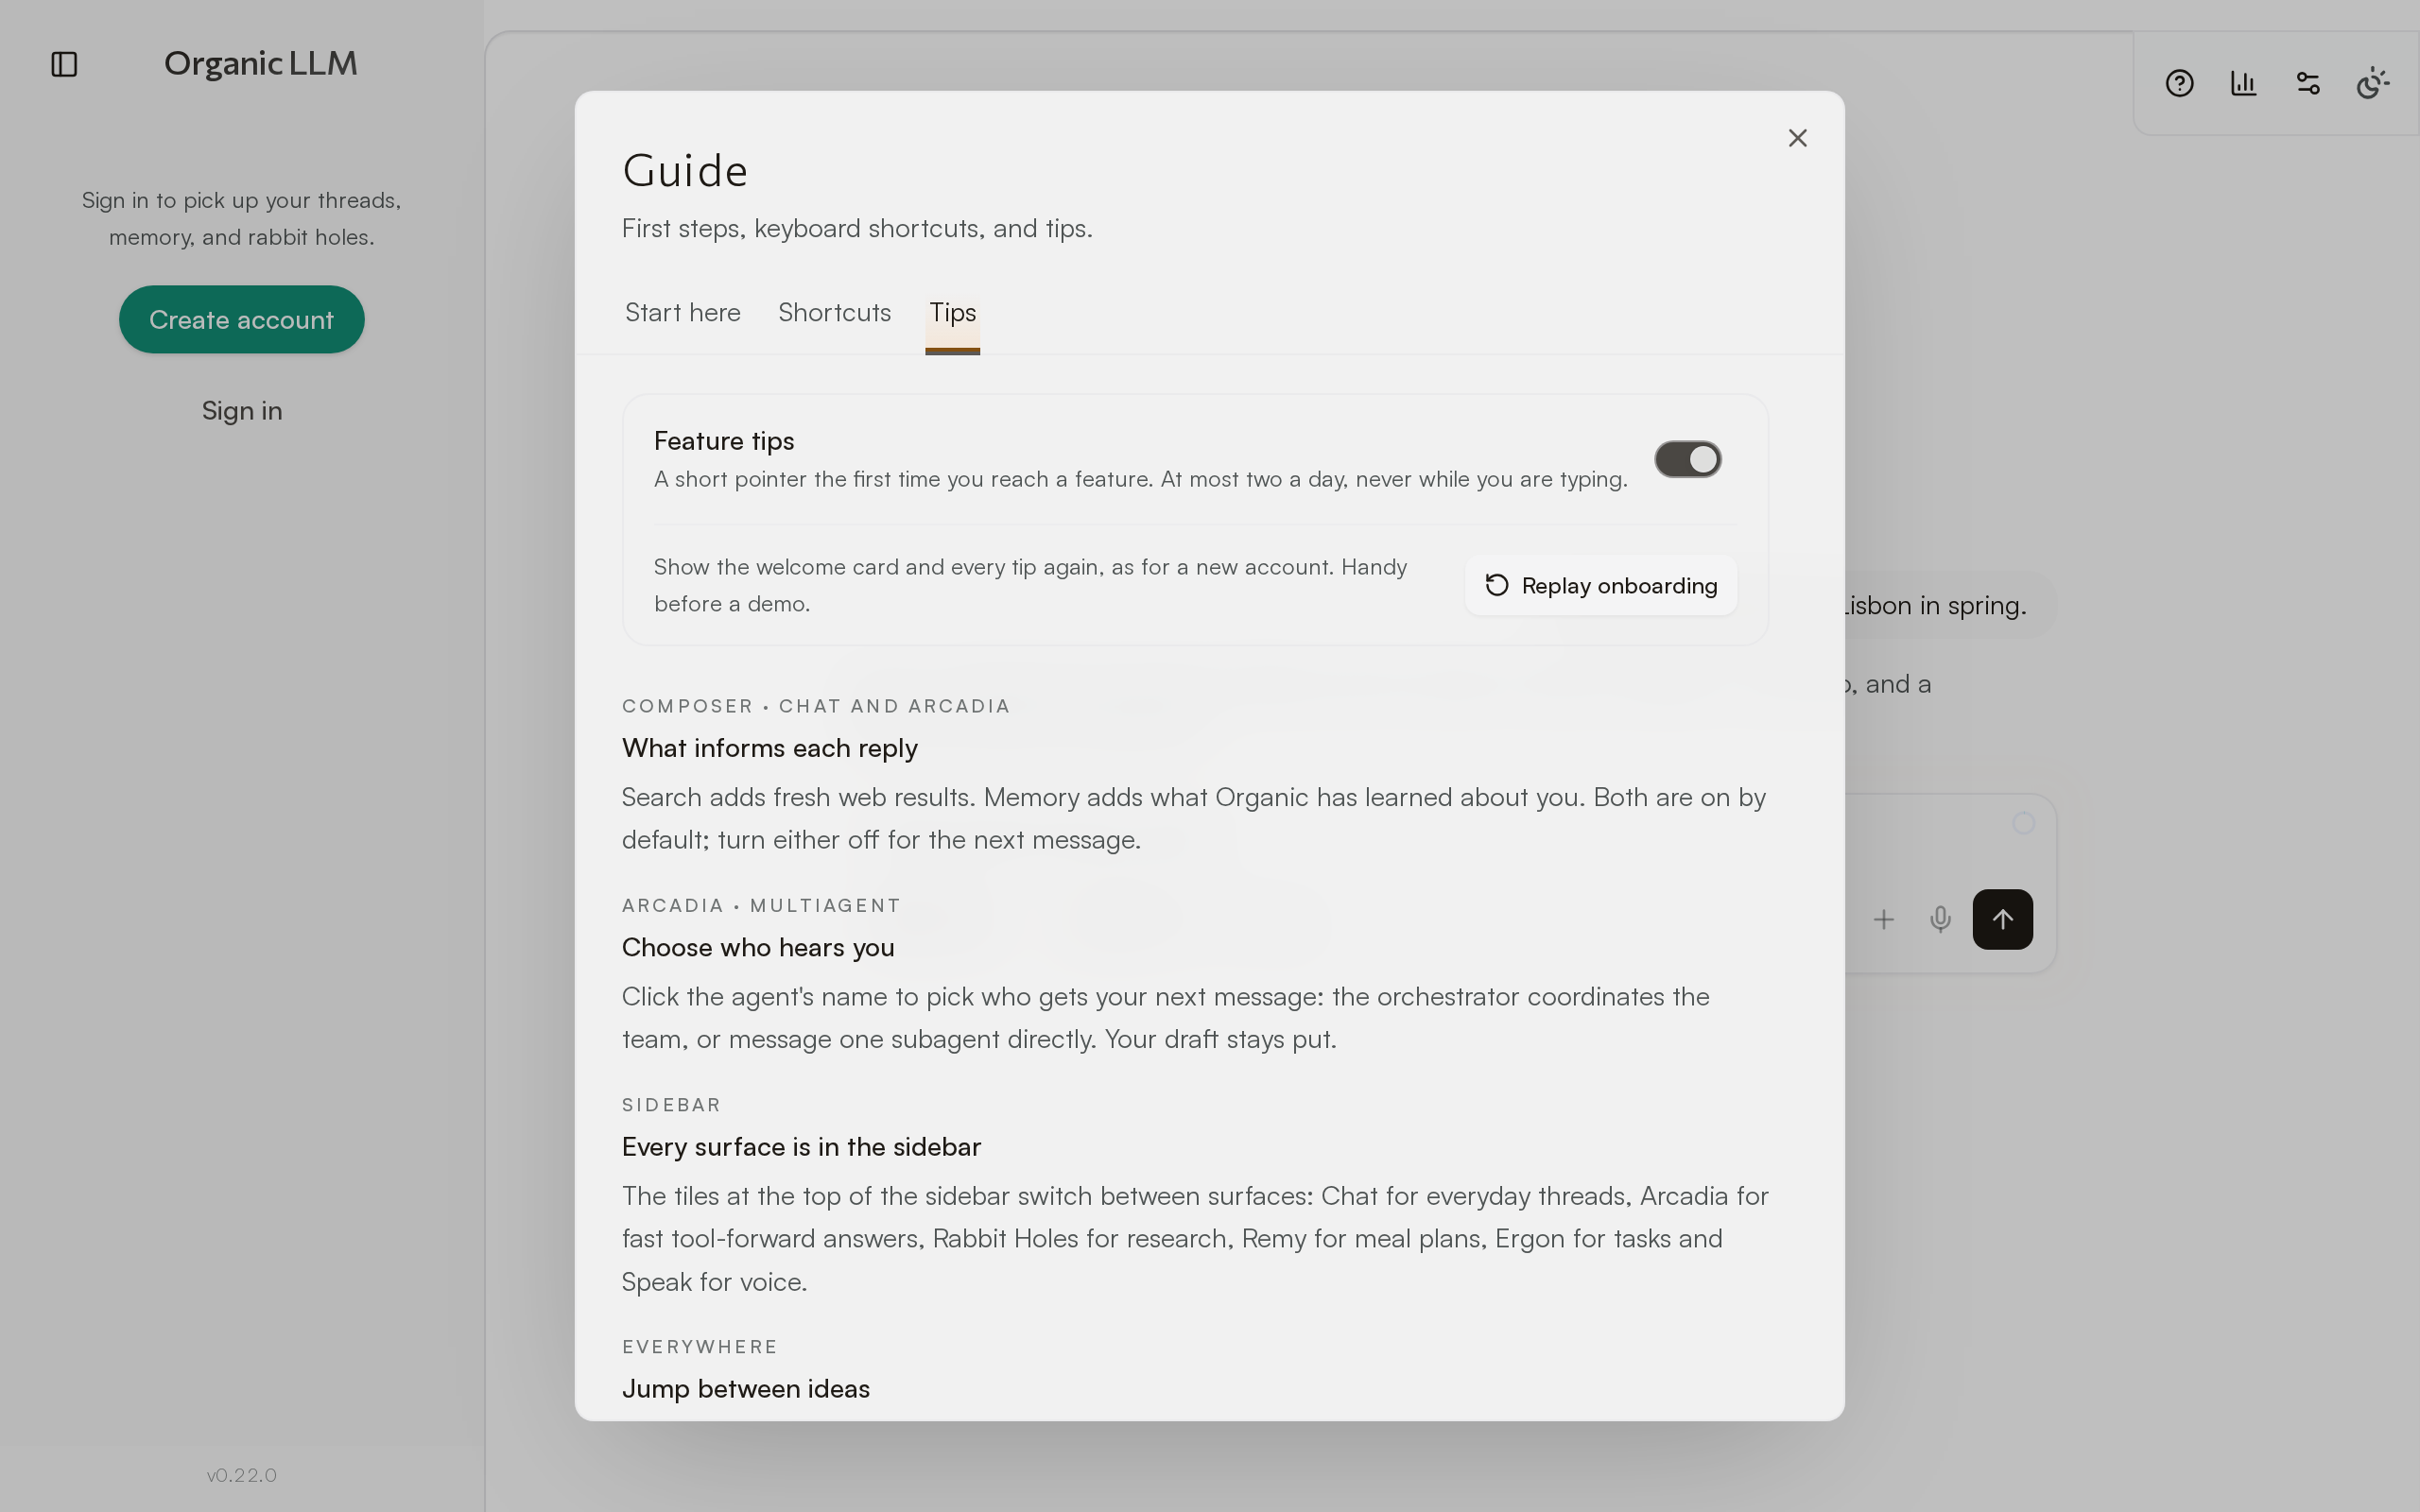 Organic LLM
Sign in to pick up your threads,
memory, and rabbit holes.
Create account
Sign in
v0.22.0
Guide
First steps, keyboard shortcuts, and tips.
Start here
Shortcuts
Tips
Feature tips
A short pointer the first time you reach a feature. At most two a day, never while you are typing.
Show the welcome card and every tip again, as for a new account. Handy
before a demo.
Replay onboarding
COMPOSER · CHAT AND ARCADIA
What informs each reply
Search adds fresh web results. Memory adds what Organic has learned about you. Both are on by
default; turn either off for the next message.
ARCADIA · MULTIAGENT
Choose who hears you
Click the agent's name to pick who gets your next message: the orchestrator coordinates the
team, or message one subagent directly. Your draft stays put.
SIDEBAR
Every surface is in the sidebar
The tiles at the top of the sidebar switch between surfaces: Chat for everyday threads, Arcadia for
fast tool-forward answers, Rabbit Holes for research, Remy for meal plans, Ergon for tasks and
Speak for voice.
EVERYWHERE
Jump between ideas
Lisbon in spring.
and a